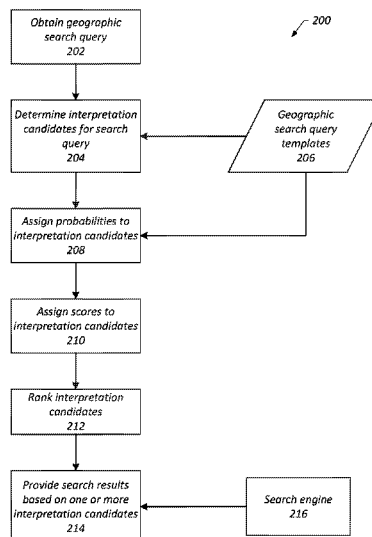 Obtain geographic
search query
202
200
Determine interpretation
candidates for search
query
204
Geographic
search query
templates
206
Assign probabilities to
interpretation candidates
208
Assign scores to
interpretation candidates
210
Rank interpretation
candidates
212
Provide search results
based on one or more
interpretation candidates
214
Search engine
216